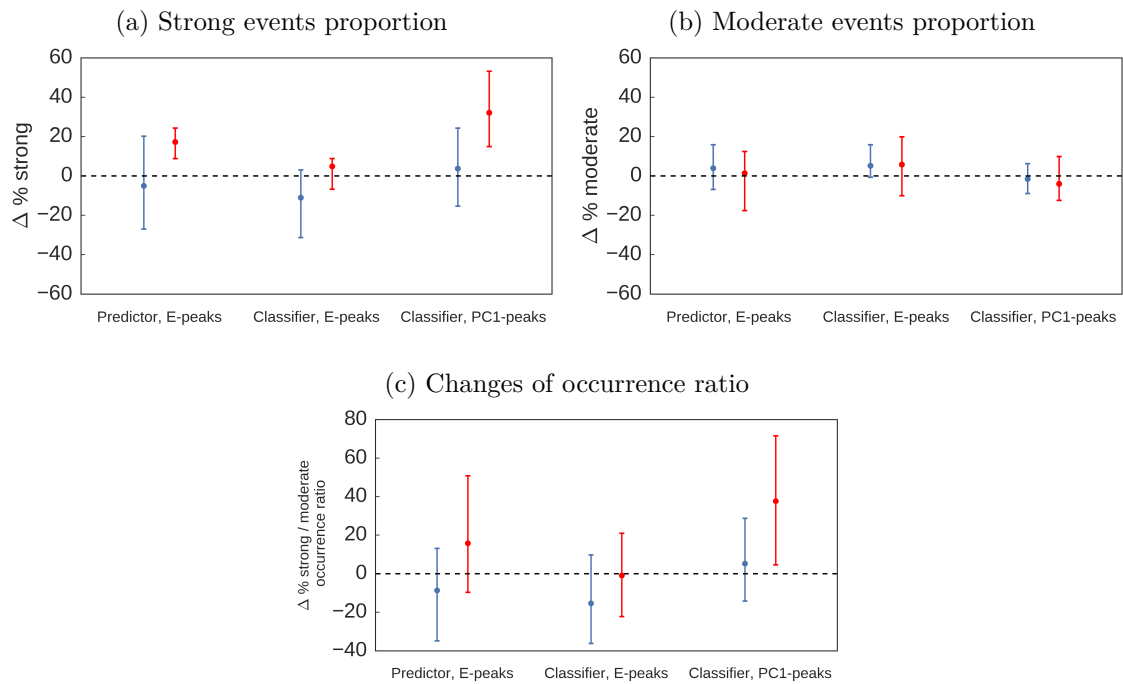 (a) Strong events proportion
60
40
20
0
−20
−40
−60
Δ % strong
Predictor, E-peaks
Classifier, E-peaks
Classifier, PC1-peaks
(b) Moderate events proportion
60
40
20
0
−20
−40
−60
Δ % moderate
Predictor, E-peaks
Classifier, E-peaks
Classifier, PC1-peaks
(c) Changes of occurrence ratio
80
60
40
20
0
−20
−40
Δ % strong / moderate
occurrence ratio
Predictor, E-peaks
Classifier, E-peaks
Classifier, PC1-peaks